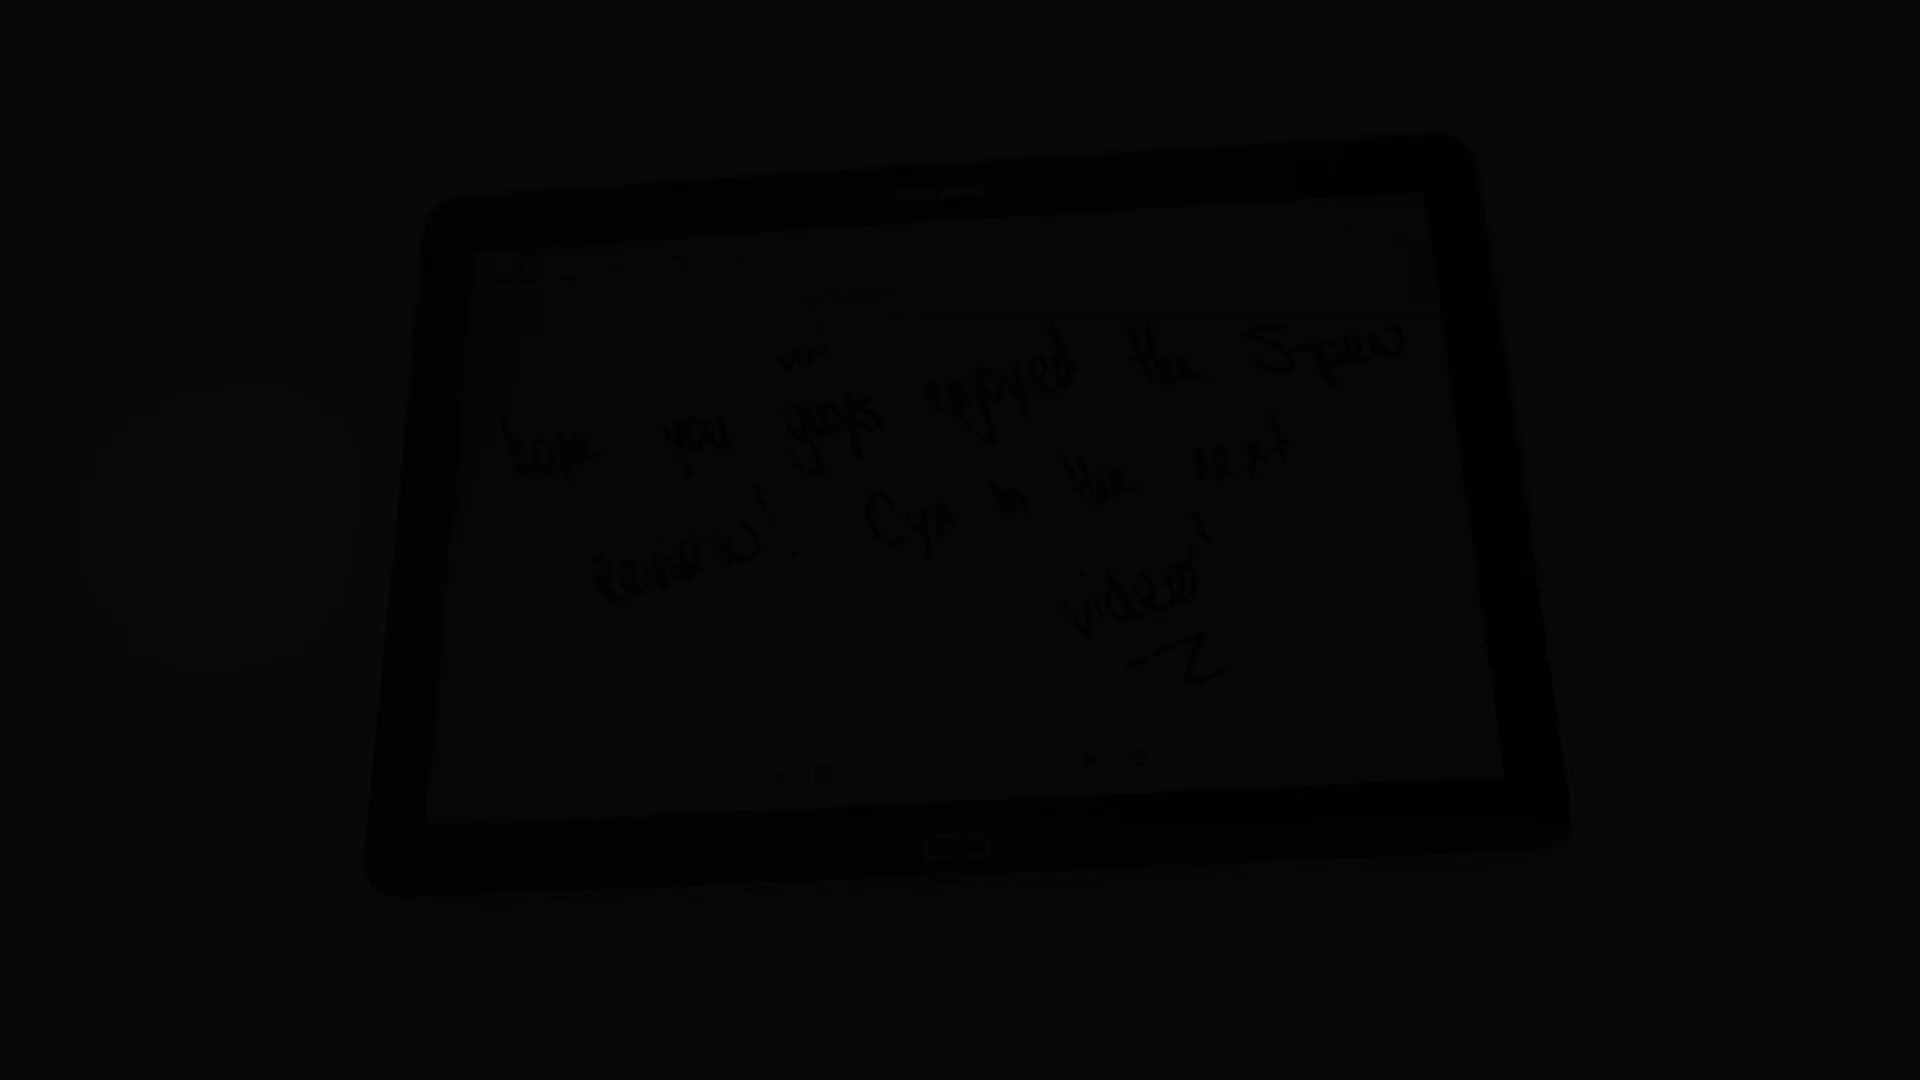 hope you guys enjoyed the S-pen
Review! Cya in the next
video!
-Z